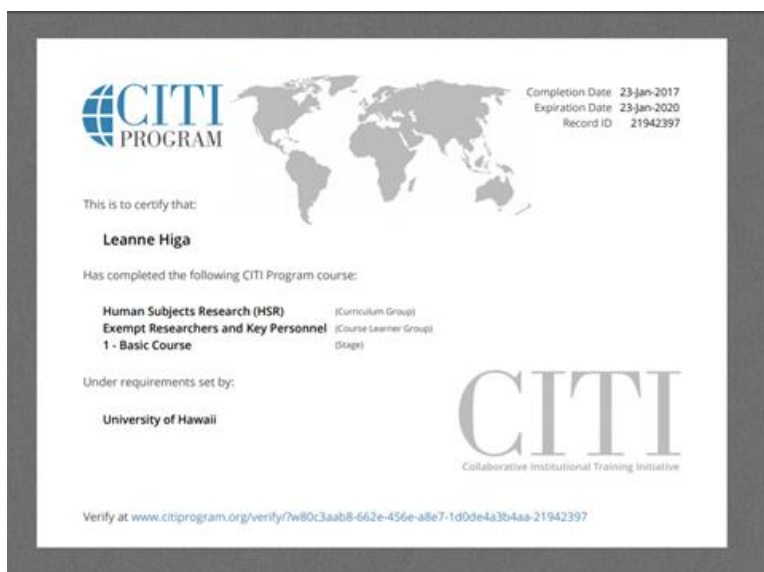 CITI
PROGRAM
Completion Date 23-Jan-2017
Expiration Date 23-Jan-2020
Record ID 21942397
This is to certify that:
Leanne Higa
Has completed the following CITI Program course:
Human Subjects Research (HSR) (Curriculum Group)
Exempt Researchers and Key Personnel (Course Learner Group)
1 - Basic Course (Stage)
Under requirements set by:
University of Hawaii
CITI
Collaborative Institutional Training Initiative
Verify at www.citiprogram.org/verify/?w80c3aab8-662e-456e-a8e7-1d0de4a3b4aa-21942397